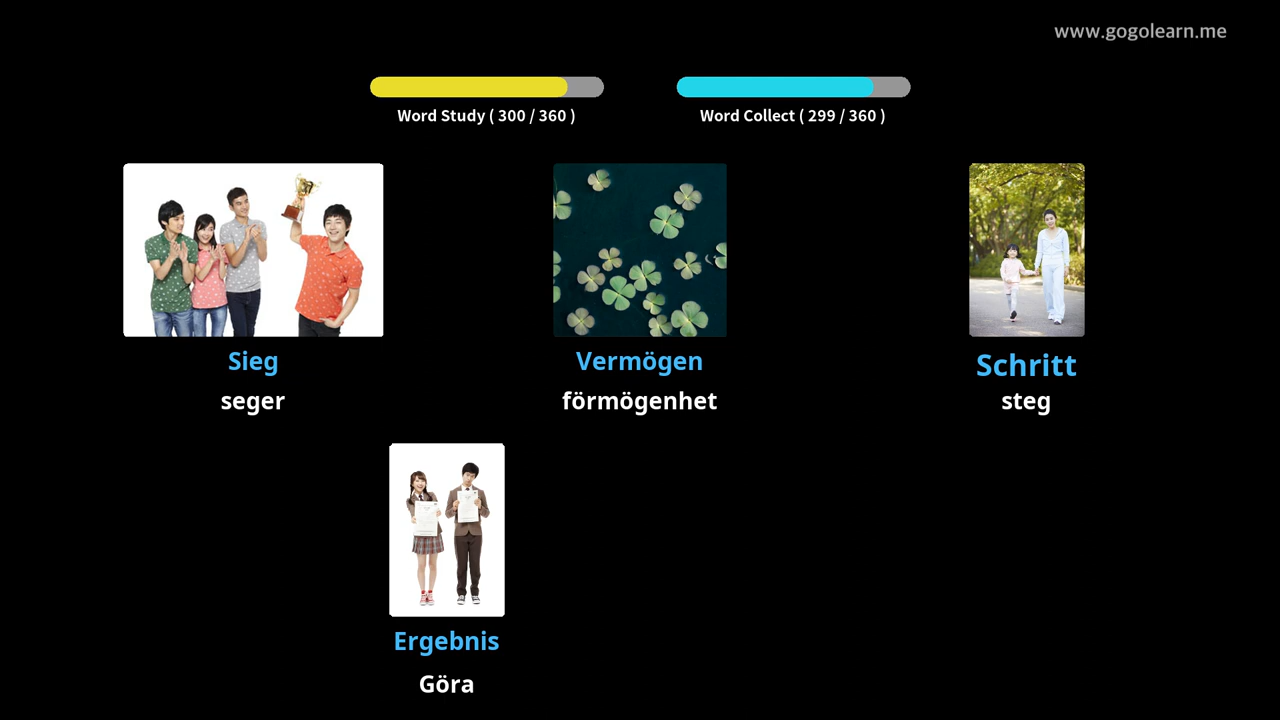 www.gogolearn.me
Word Study ( 300 / 360 )
Word Collect ( 299 / 360 )
Sieg
Vermögen
Schritt
seger
förmögenhet
steg
Ergebnis
Göra